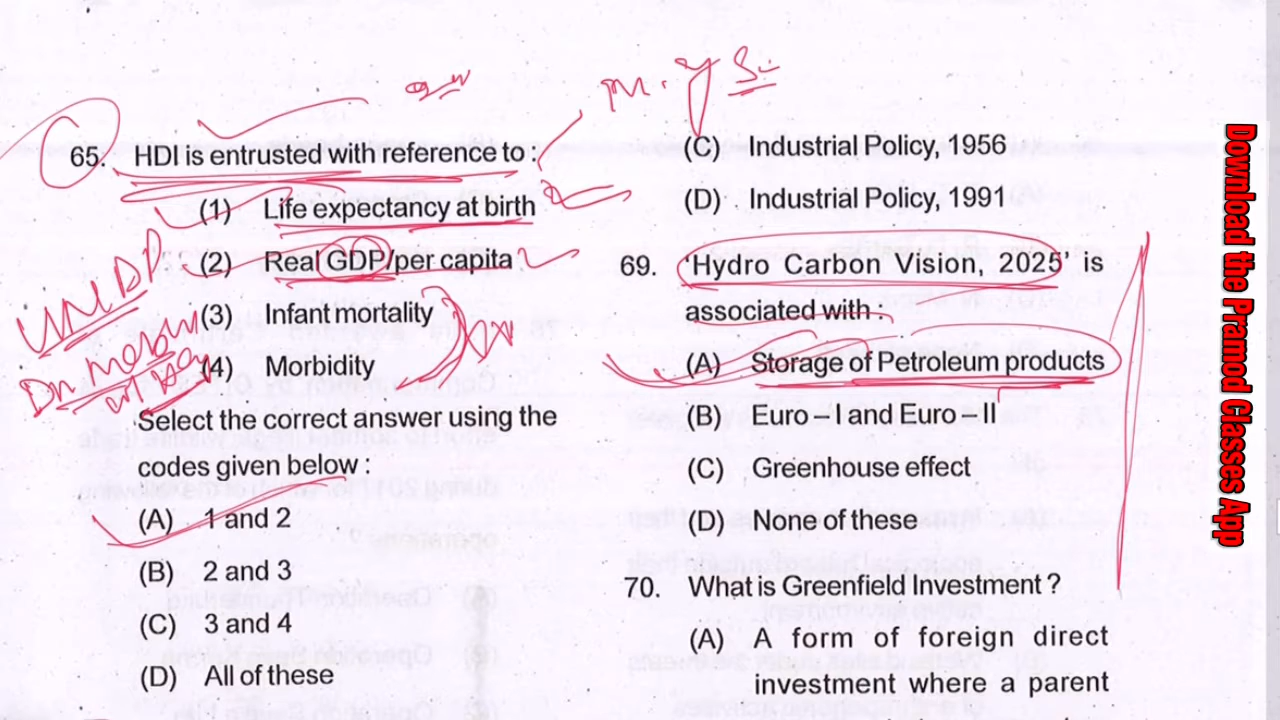 65. HDI is entrusted with reference to :
(1) Life expectancy at birth
(2) Real GDP/per capita
(3) Infant mortality
(4) Morbidity
Select the correct answer using the
codes given below :
(A) 1 and 2
(B) 2 and 3
(C) 3 and 4
(D) All of these
(C) Industrial Policy, 1956
(D) Industrial Policy, 1991
69. 'Hydro Carbon Vision, 2025' is
associated with :
(A) Storage of Petroleum products
(B) Euro – I and Euro – II
(C) Greenhouse effect
(D) None of these
70. What is Greenfield Investment ?
(A) A form of foreign direct
investment where a parent
UNDP
Download the Pramod Classes App